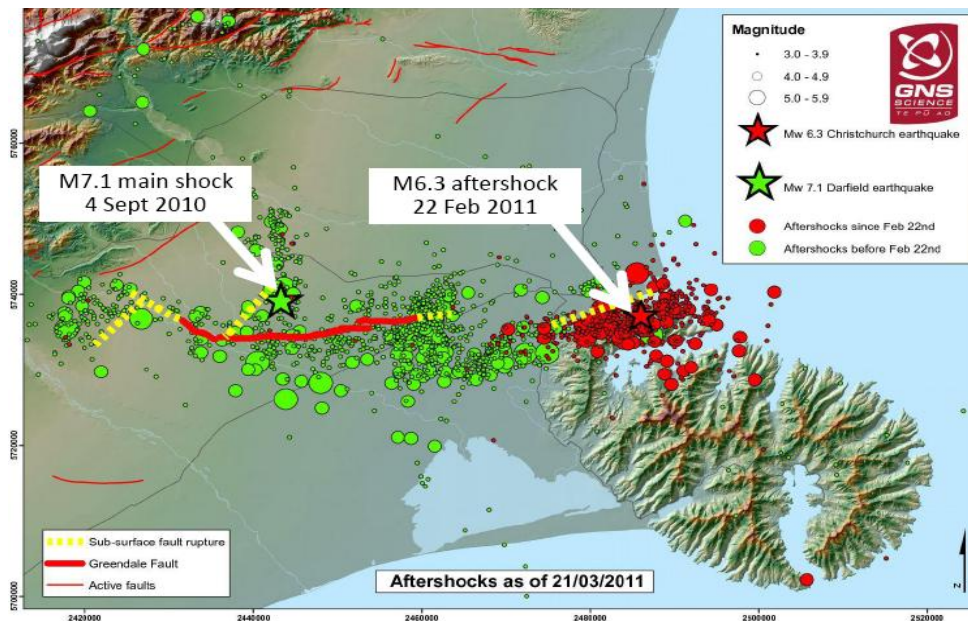 Magnitude
3.0 - 3.9
4.0 - 4.9
5.0 - 5.9
GNS
SCIENCE
TE PŪ AO
Mw 6.3 Christchurch earthquake
Mw 7.1 Darfield earthquake
Aftershocks since Feb 22nd
Aftershocks before Feb 22nd
M7.1 main shock
4 Sept 2010
M6.3 aftershock
22 Feb 2011
5760000
5740000
5720000
5700000
Sub-surface fault rupture
Greendale Fault
Active faults
Aftershocks as of 21/03/2011
N
2420000
2440000
2460000
2480000
2500000
2520000